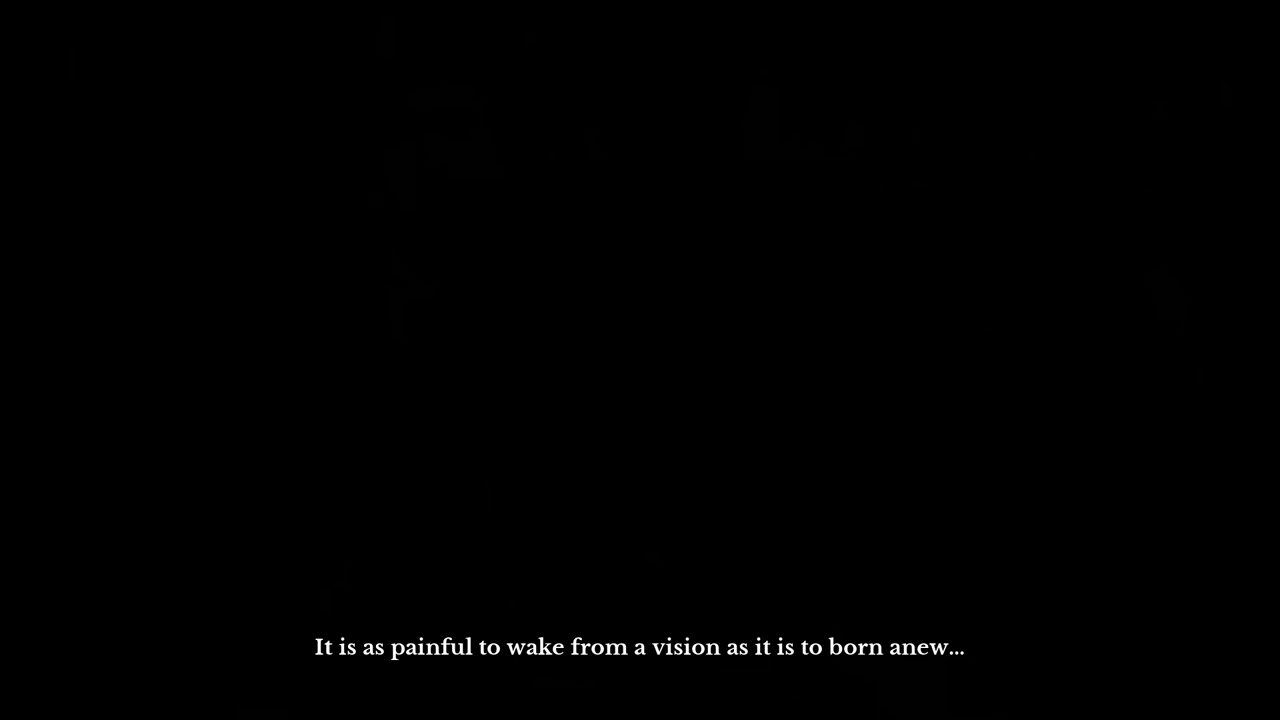 It is as painful to wake from a vision as it is to born anew...